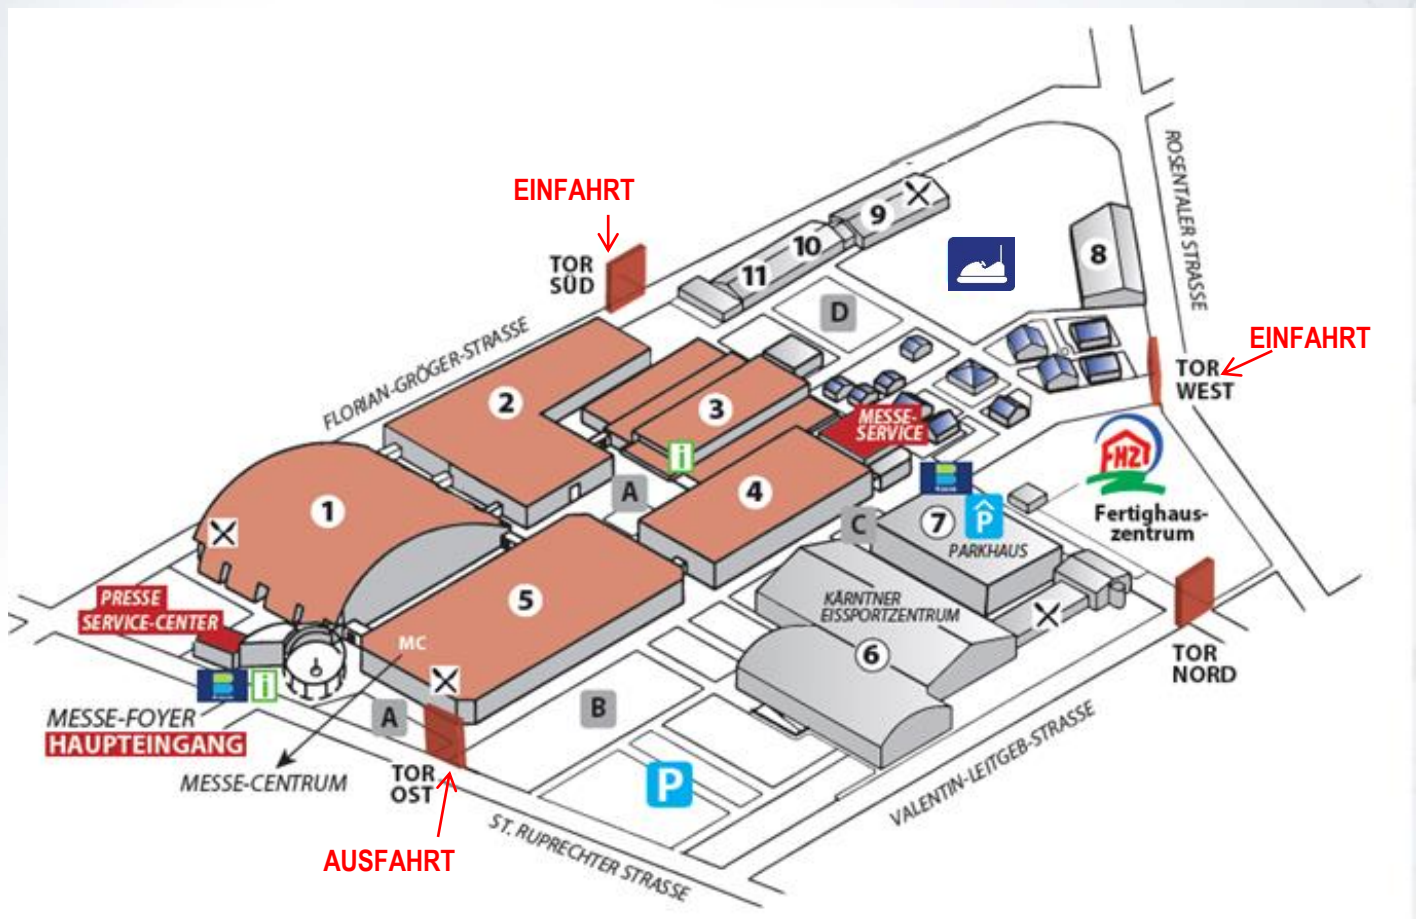 ROSENTALER STRASSE
EINFAHRT
9
10
8
11
TOR
SÜD
D
EINFAHRT
TOR
WEST
FLORIAN-GRÖGER-STRASSE
2
3
MESSE-
SERVICE
i
FHZ
A
4
P
Fertighaus-
zentrum
1
C
7
PARKHAUS
PRESSE
SERVICE-CENTER
5
KÄRNTNER
EISSPORTZENTRUM
MC
6
TOR
NORD
i
MESSE-FOYER
HAUPTEINGANG
A
B
MESSE-CENTRUM
TOR
OST
P
VALENTIN-LEITGEB-STRASSE
ST. RUPRECHTER STRASSE
AUSFAHRT